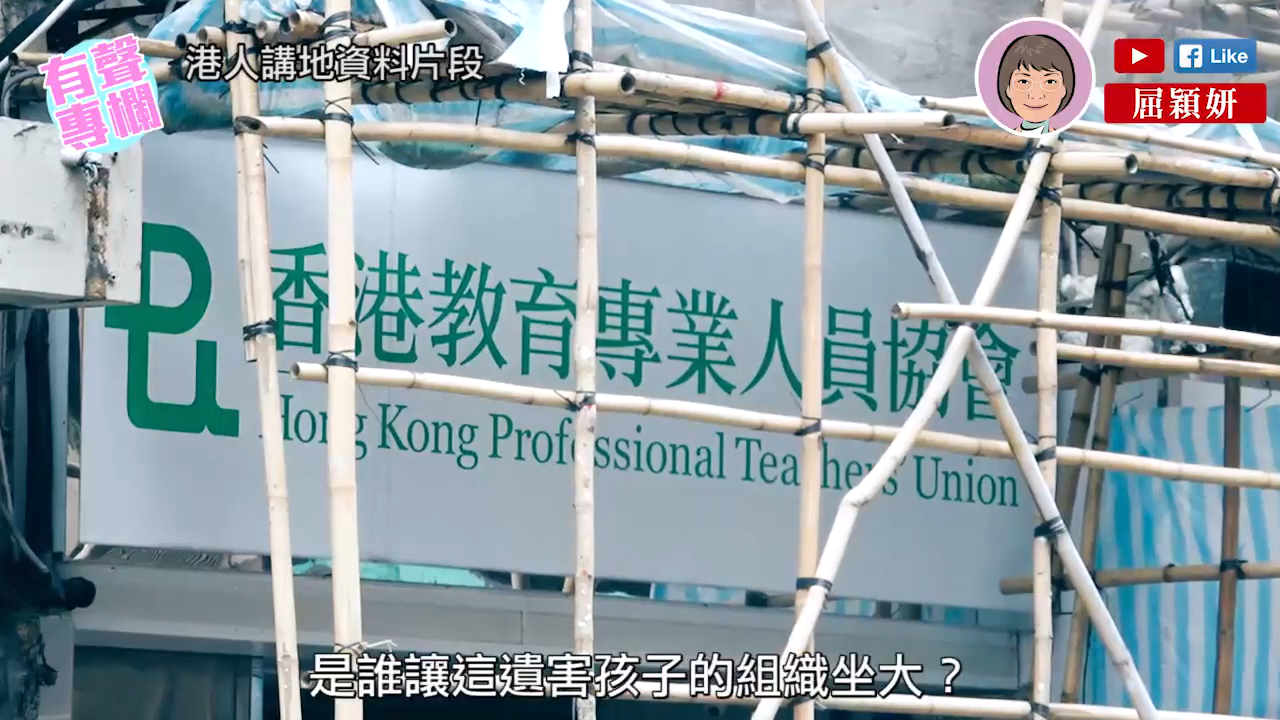 有聲
專欄
港人講地資料片段
Like
屈穎妍
香港教育專業人員協會
Hong Kong Professional Teachers' Union
是誰讓這遺害孩子的組織坐大？